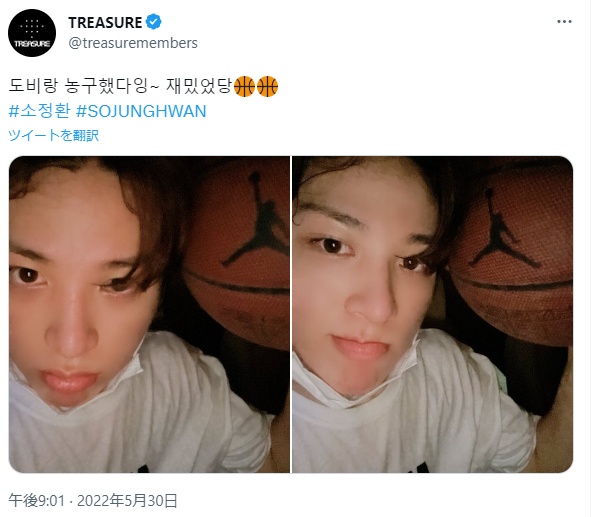 TREASURE
TREASURE
@treasuremembers
도비랑 농구했다잉~ 재밌었당🏀🏀
#소정환 #SOJUNGHWAN
ツイートを翻訳
午後9:01 · 2022年5月30日